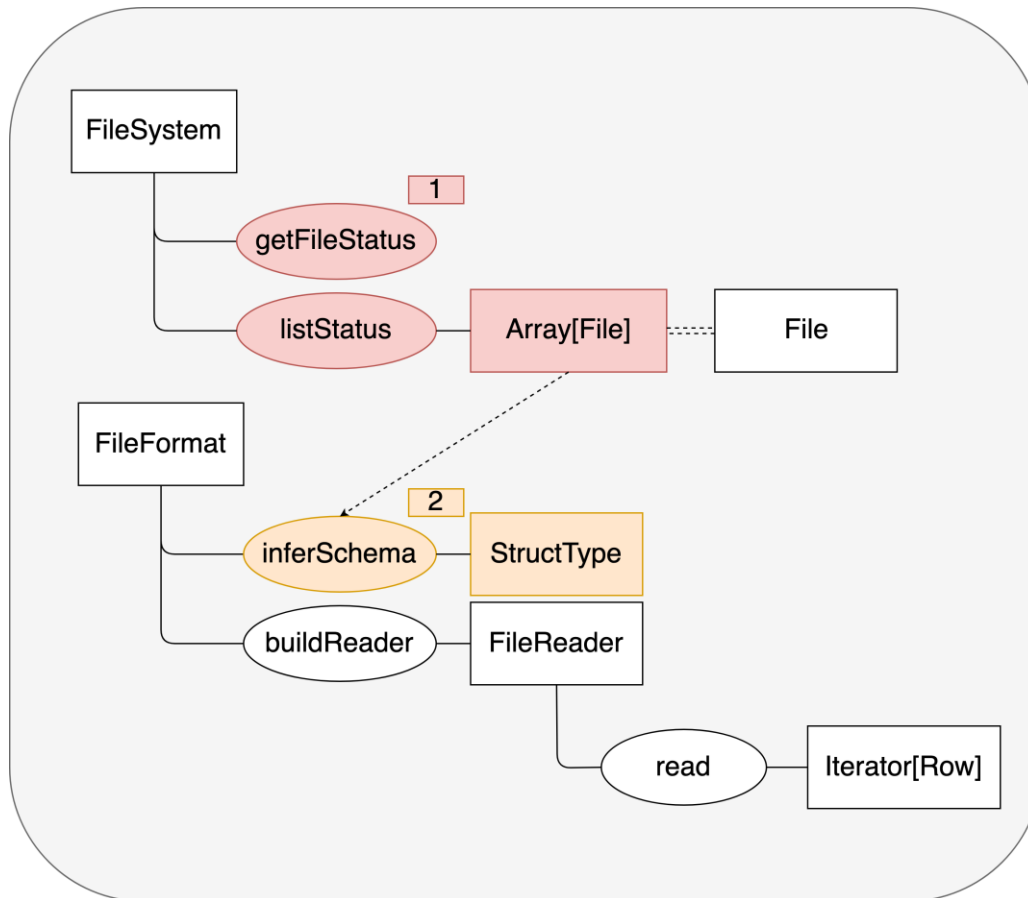 FileSystem
1
getFileStatus
listStatus
Array[File]
File
FileFormat
2
inferSchema
StructType
buildReader
FileReader
read
Iterator[Row]